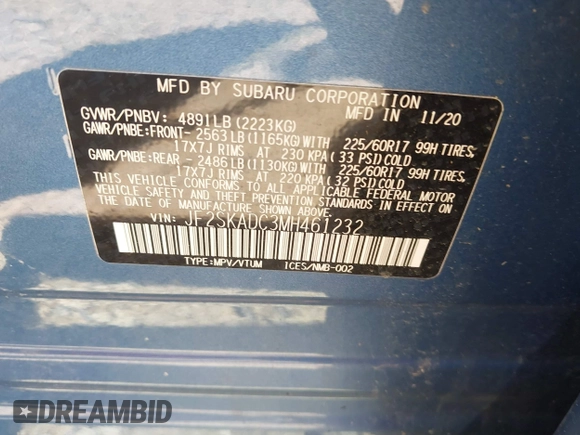 MFD BY SUBARU CORPORATION
GVWR/PNBV: 4891LB (2223KG) MFD IN 11/20
GAWR/PNBE:FRONT- 2563LB (1165KG)WITH 225/60R17 99H TIRES,
17X7J RIMS AT 230 KPA (33 PSI)COLD
GAWR/PNBE:REAR - 2486LB (1130KG)WITH 225/60R17 99H TIRES,
17X7J RIMS AT 220 KPA (32 PSI)COLD
THIS VEHICLE CONFORMS TO ALL APPLICABLE FEDERAL MOTOR
VEHICLE SAFETY AND THEFT PREVENTION STANDARDS IN EFFECT
ON THE DATE OF MANUFACTURE SHOWN ABOVE.
VIN: JF2SKADC3MH461232
TYPE:MPV/VTUM ICES/NMB-002
DREAMBID